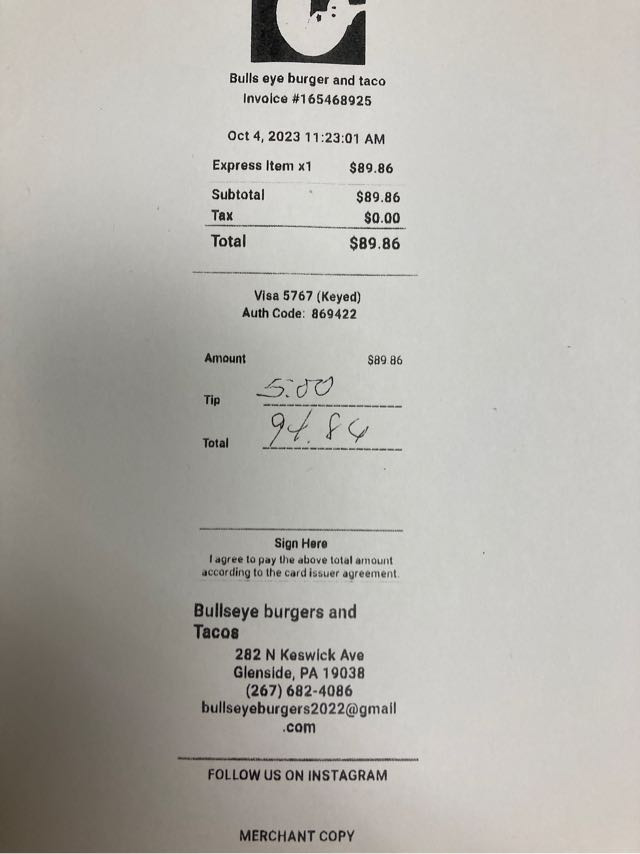 Bulls eye burger and taco
Invoice #165468925
Oct 4, 2023 11:23:01 AM
Express Item x1 $89.86
Subtotal $89.86
Tax $0.00
Total $89.86
Visa 5767 (Keyed)
Auth Code: 869422
Amount $89.86
Tip 5.00
Total 94.86
Sign Here
I agree to pay the above total amount
according to the card issuer agreement.
Bullseye burgers and
Tacos
282 N Keswick Ave
Glenside, PA 19038
(267) 682-4086
bullseyeburgers2022@gmail
.com
FOLLOW US ON INSTAGRAM
MERCHANT COPY